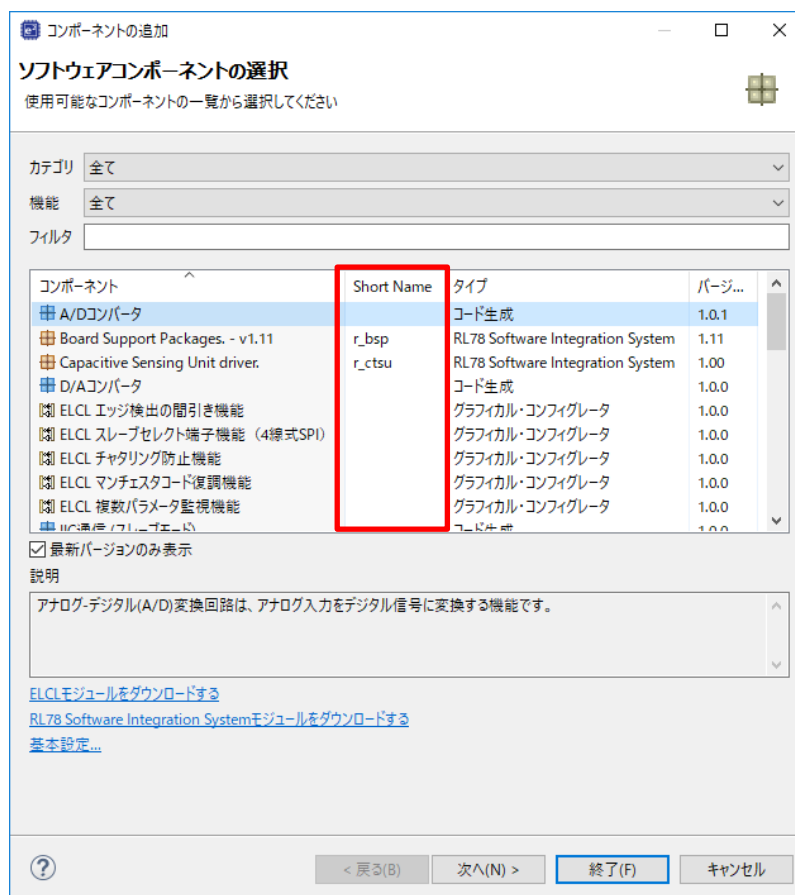 コンポーネントの追加
ソフトウェアコンポーネントの選択
使用可能なコンポーネントの一覧から選択してください
カテゴリ 全て
機能 全て
フィルタ
コンポーネント Short Name タイプ バージ...
A/Dコンバータ コード生成 1.0.1
Board Support Packages. - v1.11 r_bsp RL78 Software Integration System 1.11
Capacitive Sensing Unit driver. r_ctsu RL78 Software Integration System 1.00
D/Aコンバータ コード生成 1.0.0
ELCL エッジ検出の間引き機能 グラフィカル・コンフィグレータ 1.0.0
ELCL スレーブセレクト端子機能（4線式SPI） グラフィカル・コンフィグレータ 1.0.0
ELCL チャタリング防止機能 グラフィカル・コンフィグレータ 1.0.0
ELCL マンチェスタコード復調機能 グラフィカル・コンフィグレータ 1.0.0
ELCL 複数パラメータ監視機能 グラフィカル・コンフィグレータ 1.0.0
IIC通信 (スレーブモード) コード生成 1.0.0
最新バージョンのみ表示
説明
アナログ-デジタル(A/D)変換回路は、アナログ入力をデジタル信号に変換する機能です。
ELCLモジュールをダウンロードする
RL78 Software Integration Systemモジュールをダウンロードする
基本設定...
< 戻る(B) 次へ(N) > 終了(F) キャンセル